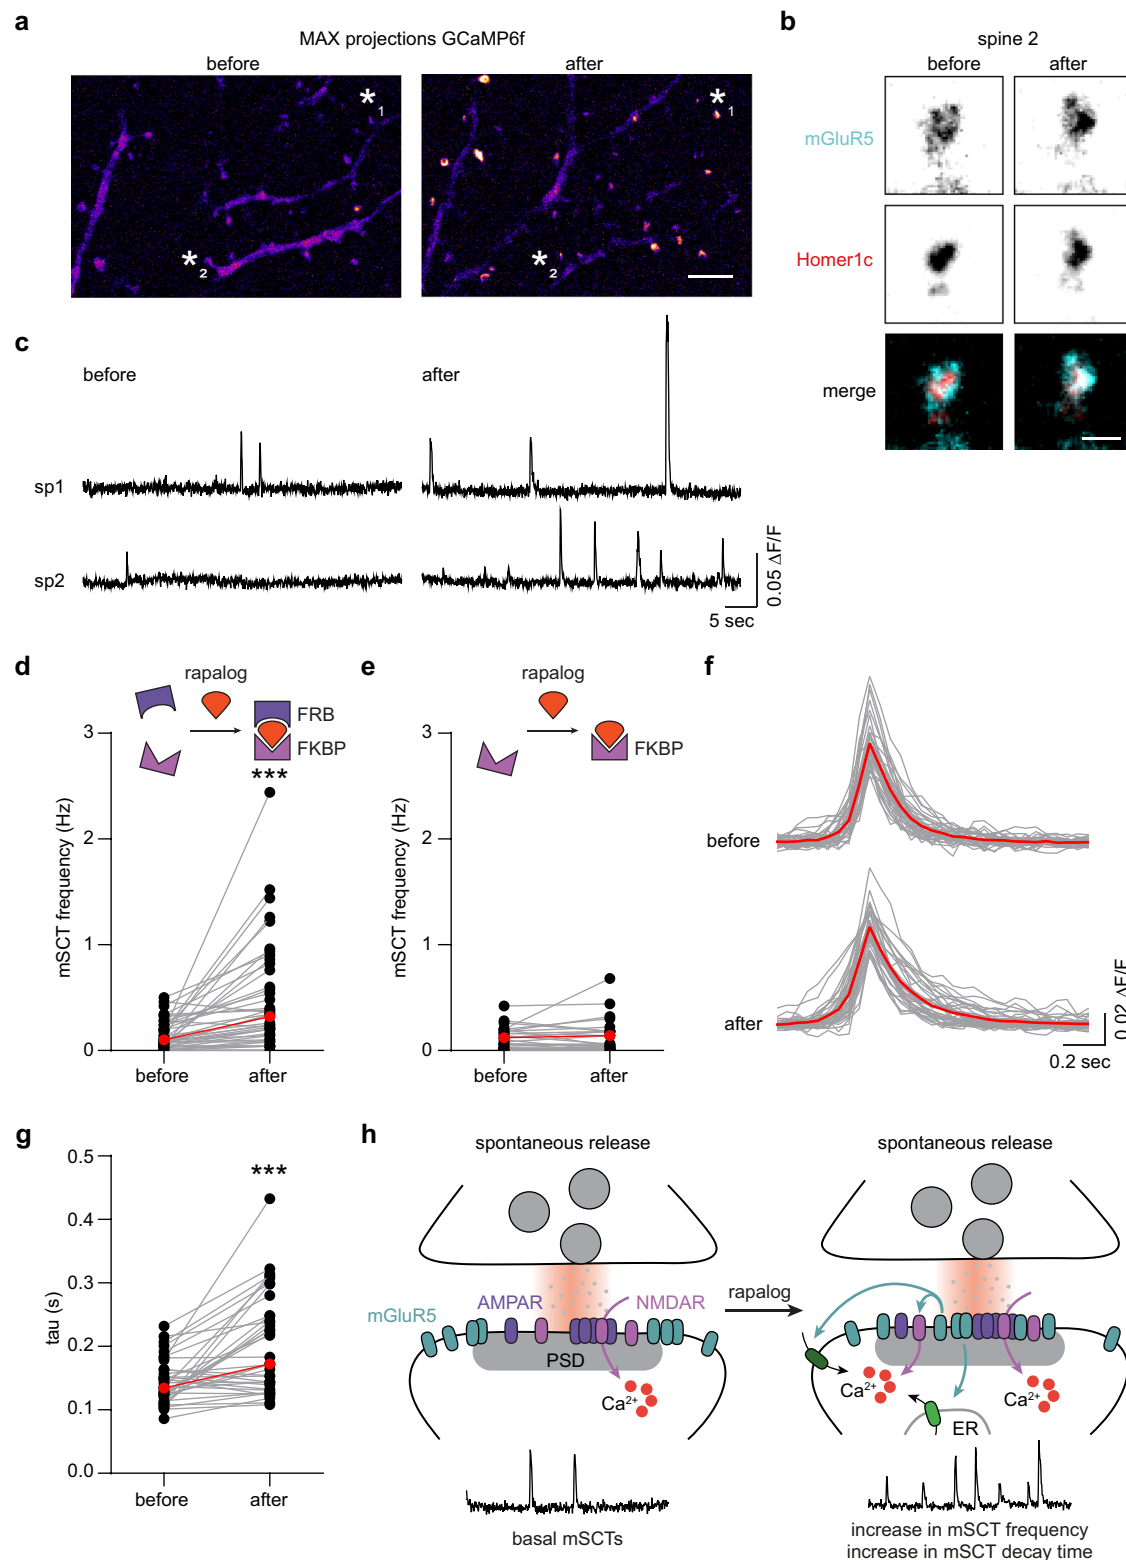 a
MAX projections GCaMP6f
before
after
*1
*2
*1
*2
b
spine 2
before
after
mGluR5
Homer1c
merge
c
before
after
sp1
sp2
0.05 ΔF/F
5 sec
d
rapalog
FRB
FKBP
***
mSCT frequency (Hz)
3
2
1
0
before
after
e
rapalog
FKBP
mSCT frequency (Hz)
3
2
1
0
before
after
f
before
after
0.02 ΔF/F
0.2 sec
g
***
tau (s)
0.5
0.4
0.3
0.2
0.1
0.0
before
after
h
spontaneous release
spontaneous release
mGluR5
AMPAR
NMDAR
rapalog
PSD
Ca2+
Ca2+
Ca2+
ER
basal mSCTs
increase in mSCT frequency
increase in mSCT decay time